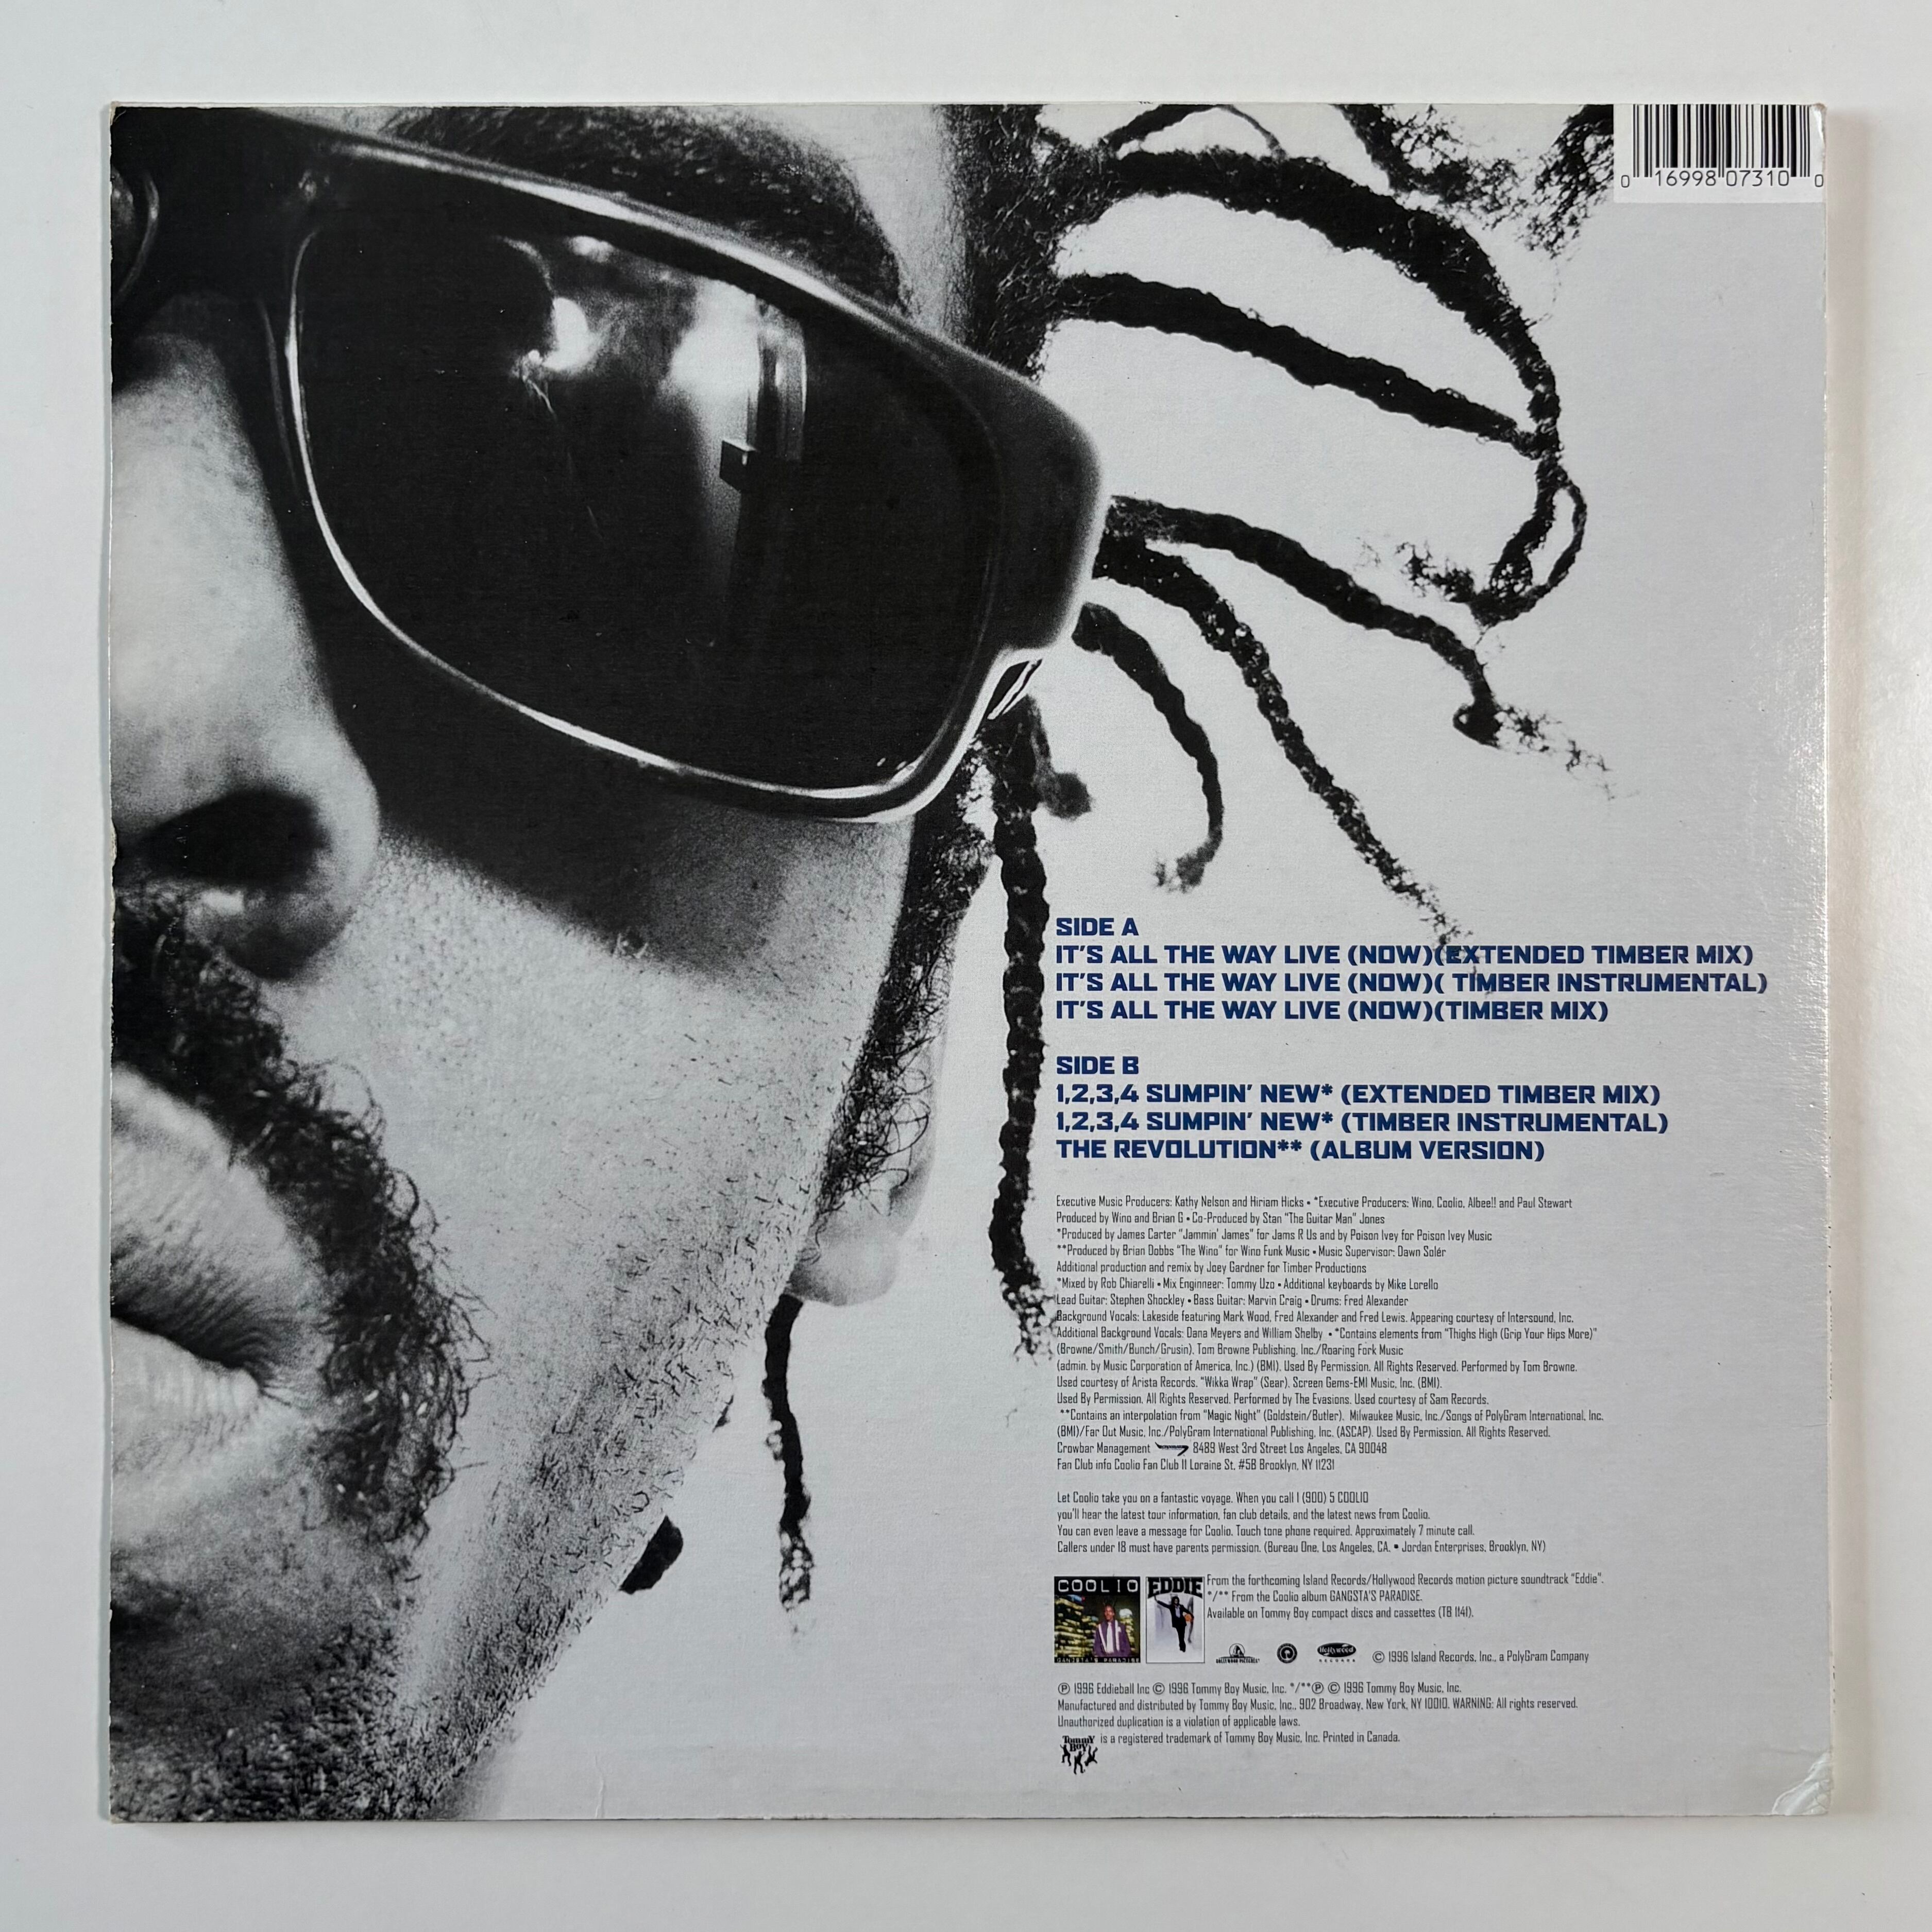 0 16998 07310 0
SIDE A
IT'S ALL THE WAY LIVE (NOW)(EXTENDED TIMBER MIX)
IT'S ALL THE WAY LIVE (NOW)( TIMBER INSTRUMENTAL)
IT'S ALL THE WAY LIVE (NOW)(TIMBER MIX)
SIDE B
1,2,3,4 SUMPIN' NEW* (EXTENDED TIMBER MIX)
1,2,3,4 SUMPIN' NEW* (TIMBER INSTRUMENTAL)
THE REVOLUTION** (ALBUM VERSION)
Executive Music Producers: Kathy Nelson and Hiriam Hicks • *Executive Producers: Wino, Coolio, Albee!! and Paul Stewart
Produced by Wino and Brian G • Co-Produced by Stan "The Guitar Man" Jones
*Produced by James Carter "Jammin' James" for Jams R Us and by Poison Ivey for Poison Ivey Music
**Produced by Brian Dobbs "The Wino" for Wino Funk Music • Music Supervisor: Dawn Solér
Additional production and remix by Joey Gardner for Timber Productions
*Mixed by Rob Chiarelli • Mix Enginneer: Tommy Uzo • Additional keyboards by Mike Lorello
Lead Guitar: Stephen Shockley • Bass Guitar: Marvin Craig • Drums: Fred Alexander
Background Vocals: Lakeside featuring Mark Wood, Fred Alexander and Fred Lewis. Appearing courtesy of Intersound, Inc.
Additional Background Vocals: Dana Meyers and William Shelby • *Contains elements from "Thighs High (Grip Your Hips More)"
(Browne/Smith/Bunch/Grusin). Tom Browne Publishing, Inc./Roaring Fork Music
(admin. by Music Corporation of America, Inc.) (BMI). Used By Permission. All Rights Reserved. Performed by Tom Browne.
Used courtesy of Arista Records. "Wikka Wrap" (Sear). Screen Gems-EMI Music, Inc. (BMI).
Used By Permission. All Rights Reserved. Performed by The Evasions. Used courtesy of Sam Records.
**Contains an interpolation from "Magic Night" (Goldstein/Butler). Milwaukee Music, Inc./Songs of PolyGram International, Inc.
(BMI)/Far Out Music, Inc./PolyGram International Publishing, Inc. (ASCAP). Used By Permission. All Rights Reserved.
Crowbar Management 8489 West 3rd Street Los Angeles, CA 90048
Fan Club info Coolio Fan Club 11 Loraine St. #5B Brooklyn, NY 11231
Let Coolio take you on a fantastic voyage. When you call 1 (900) 5 COOLIO
you'll hear the latest tour information, fan club details, and the latest news from Coolio.
You can even leave a message for Coolio. Touch tone phone required. Approximately 7 minute call.
Callers under 18 must have parents permission. (Bureau One, Los Angeles, CA. • Jordan Enterprises, Brooklyn, NY)
COOLIO
GANGSTA'S PARADISE
EDDIE
From the forthcoming Island Records/Hollywood Records motion picture soundtrack "Eddie".
*/** From the Coolio album GANGSTA'S PARADISE.
Available on Tommy Boy compact discs and cassettes (TB 1141).
HOLLYWOOD PICTURES
Hollywood
RECORDS
© 1996 Island Records, Inc., a PolyGram Company
℗ 1996 Eddieball Inc © 1996 Tommy Boy Music, Inc. */**℗ © 1996 Tommy Boy Music, Inc.
Manufactured and distributed by Tommy Boy Music, Inc., 902 Broadway, New York, NY 10010. WARNING: All rights reserved.
Unauthorized duplication is a violation of applicable laws.
Tommy Boy is a registered trademark of Tommy Boy Music, Inc. Printed in Canada.